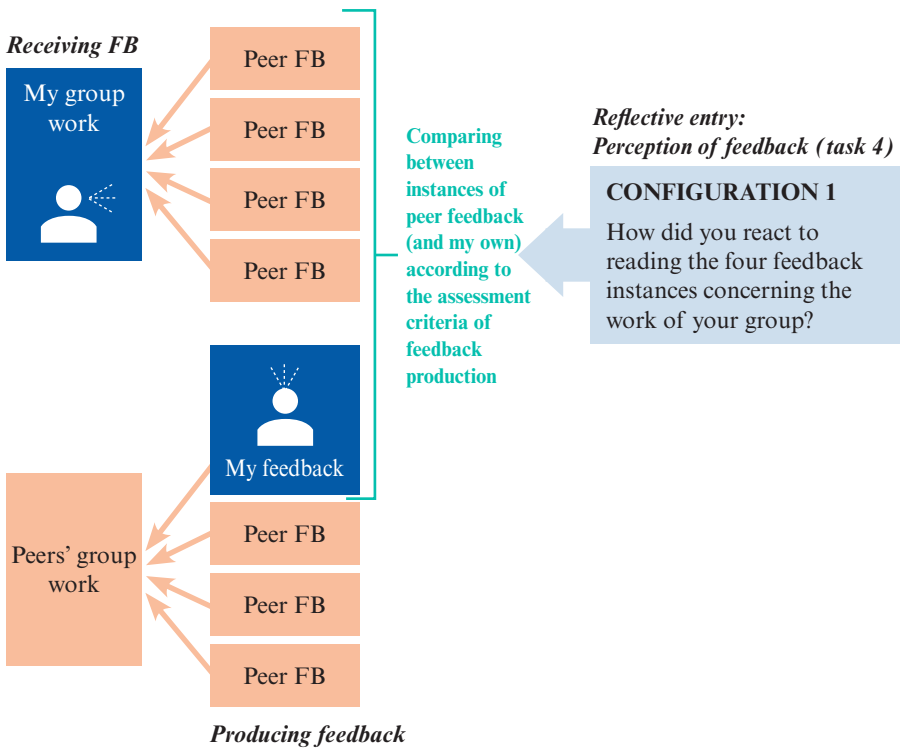 Receiving FB
My group
work
Peer FB
Peer FB
Peer FB
Peer FB
Comparing
between
instances of
peer feedback
(and my own)
according to
the assessment
criteria of
feedback
production
Reflective entry:
Perception of feedback (task 4)
CONFIGURATION 1
How did you react to
reading the four feedback
instances concerning the
work of your group?
My feedback
Peers’ group
work
Peer FB
Peer FB
Peer FB
Producing feedback